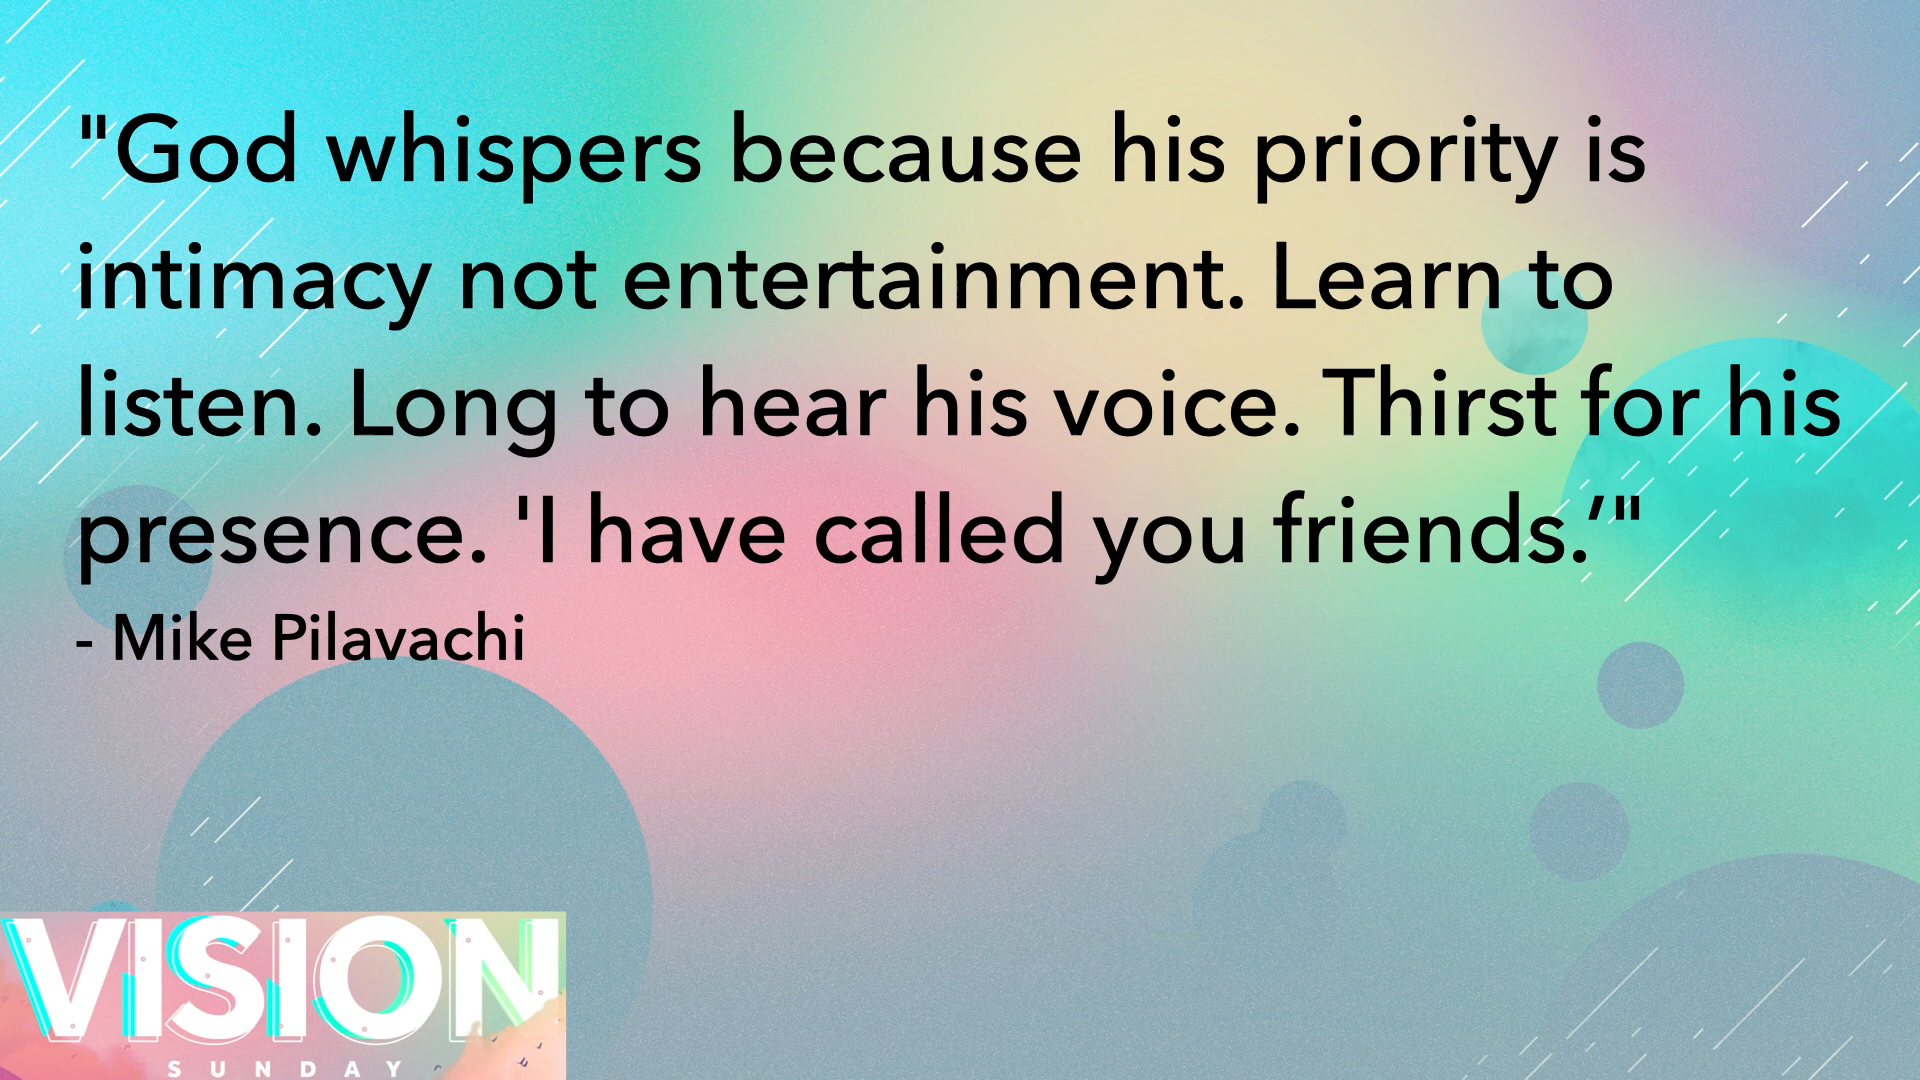 "God whispers because his priority is
intimacy not entertainment. Learn to
listen. Long to hear his voice. Thirst for his
presence. 'I have called you friends.’"
- Mike Pilavachi
VISION
SUNDAY